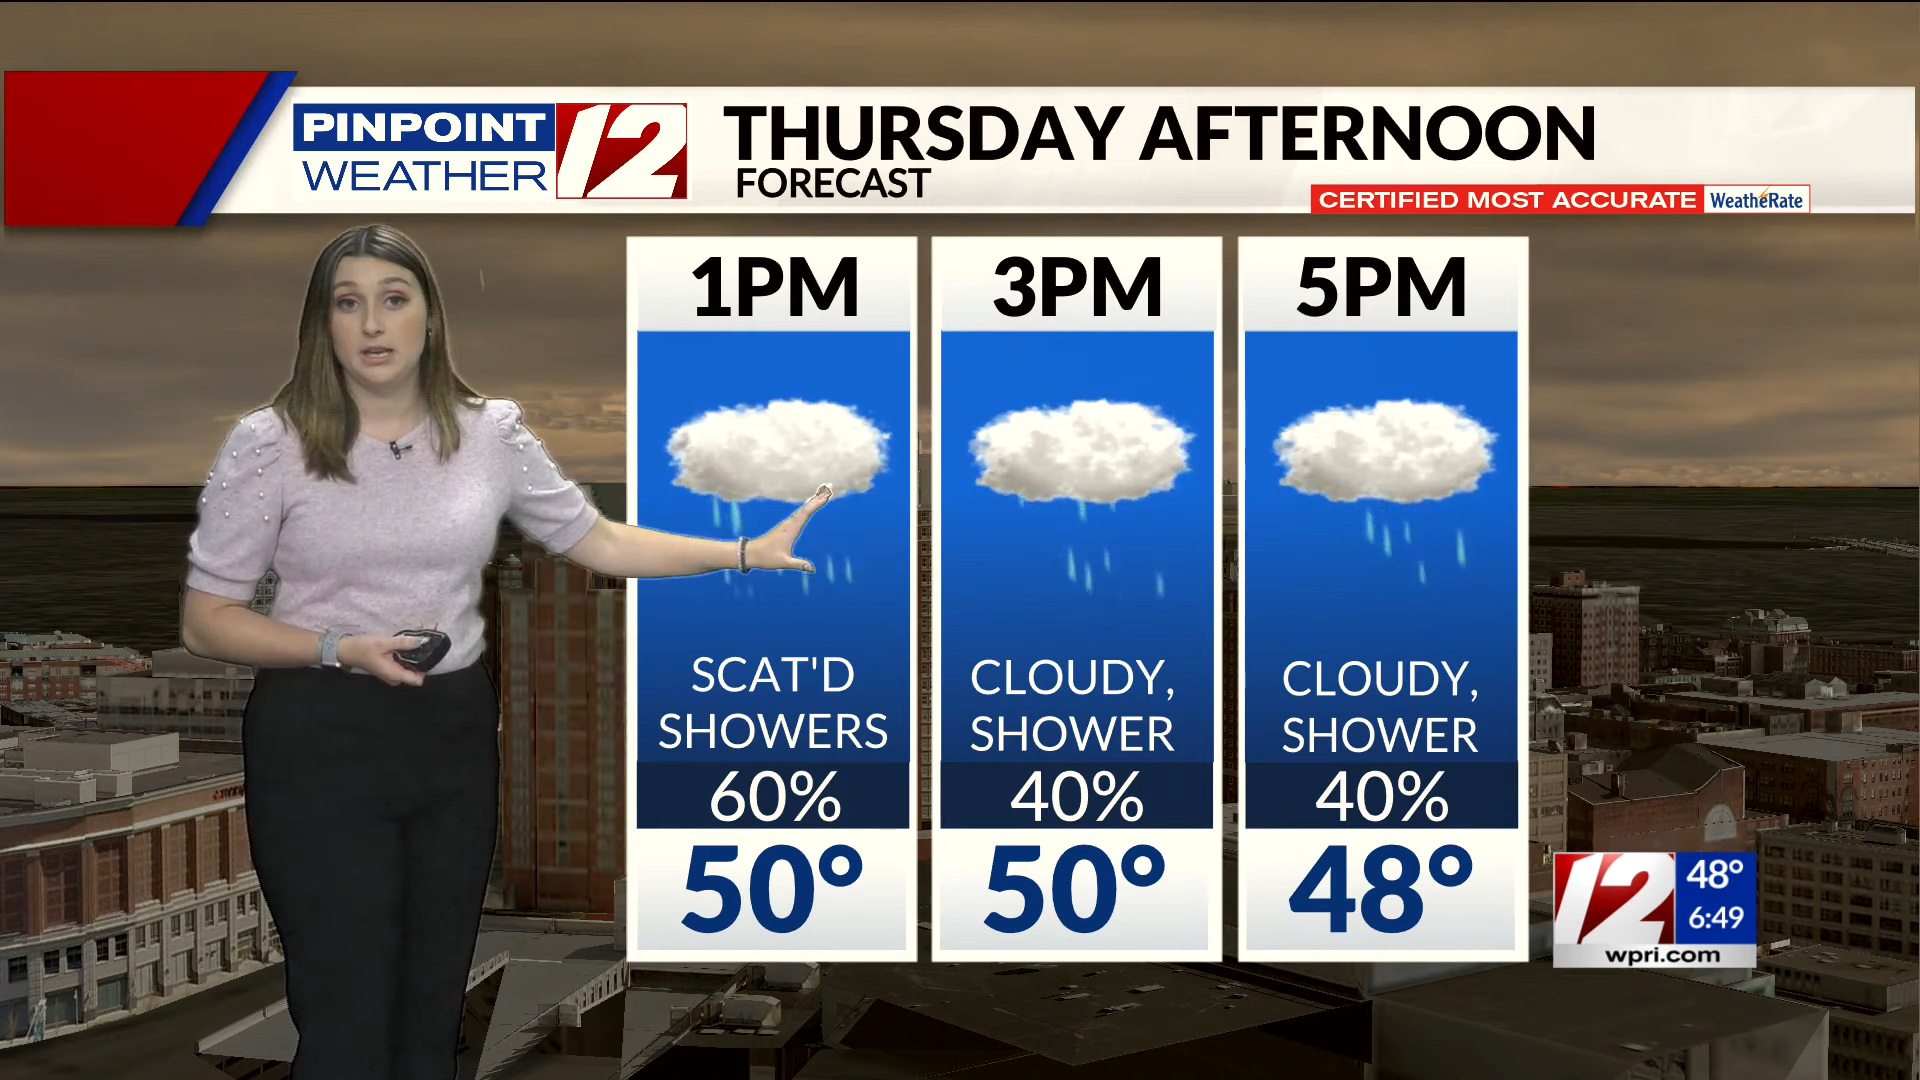 PINPOINT
WEATHER
12
THURSDAY AFTERNOON
FORECAST
CERTIFIED MOST ACCURATE WeatheRate
1PM
SCAT'D
SHOWERS
60%
50°
3PM
CLOUDY,
SHOWER
40%
50°
5PM
CLOUDY,
SHOWER
40%
48°
12
48°
6:49
wpri.com